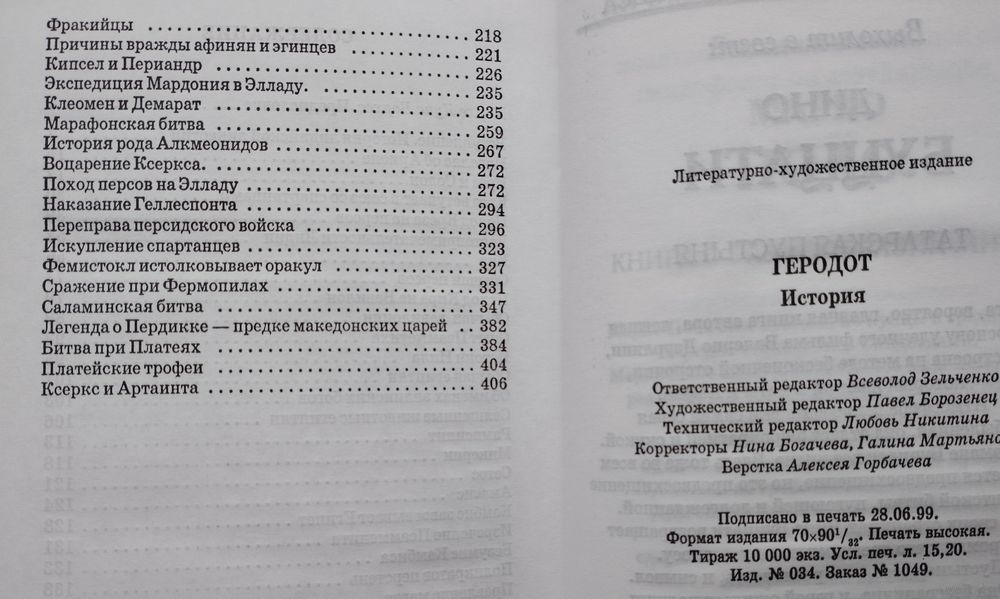 Фракийцы . . . . . . . . . . . . . . . . . . . . . . . . . . . 218
Причины вражды афинян и эгинцев . . . . . . . . . . . 221
Кипсел и Периандр . . . . . . . . . . . . . . . . . . . . . . 226
Экспедиция Мардония в Элладу. . . . . . . . . . . . . . 235
Клеомен и Демарат . . . . . . . . . . . . . . . . . . . . . . 235
Марафонская битва . . . . . . . . . . . . . . . . . . . . . . 259
История рода Алкмеонидов . . . . . . . . . . . . . . . . . 267
Воцарение Ксеркса. . . . . . . . . . . . . . . . . . . . . . . 272
Поход персов на Элладу . . . . . . . . . . . . . . . . . . . 272
Наказание Геллеспонта . . . . . . . . . . . . . . . . . . . . 294
Переправа персидского войска . . . . . . . . . . . . . . . 296
Искупление спартанцев . . . . . . . . . . . . . . . . . . . . 323
Фемистокл истолковывает оракул . . . . . . . . . . . . 327
Сражение при Фермопилах . . . . . . . . . . . . . . . . . 331
Саламинская битва . . . . . . . . . . . . . . . . . . . . . . 347
Легенда о Пердикке — предке македонских царей . . 382
Битва при Платеях . . . . . . . . . . . . . . . . . . . . . . 384
Платейские трофеи . . . . . . . . . . . . . . . . . . . . . . 404
Ксеркс и Артаинта . . . . . . . . . . . . . . . . . . . . . . 406
Литературно-художественное издание
ГЕРОДОТ
История
Ответственный редактор Всеволод Зельченко
Художественный редактор Павел Борозенец
Технический редактор Любовь Никитина
Корректоры Нина Богачева, Галина Мартьяно
Верстка Алексея Горбачева
Подписано в печать 28.06.99.
Формат издания 70×90¹/₃₂. Печать высокая.
Тираж 10 000 экз. Усл. печ. л. 15,20.
Изд. № 034. Заказ № 1049.